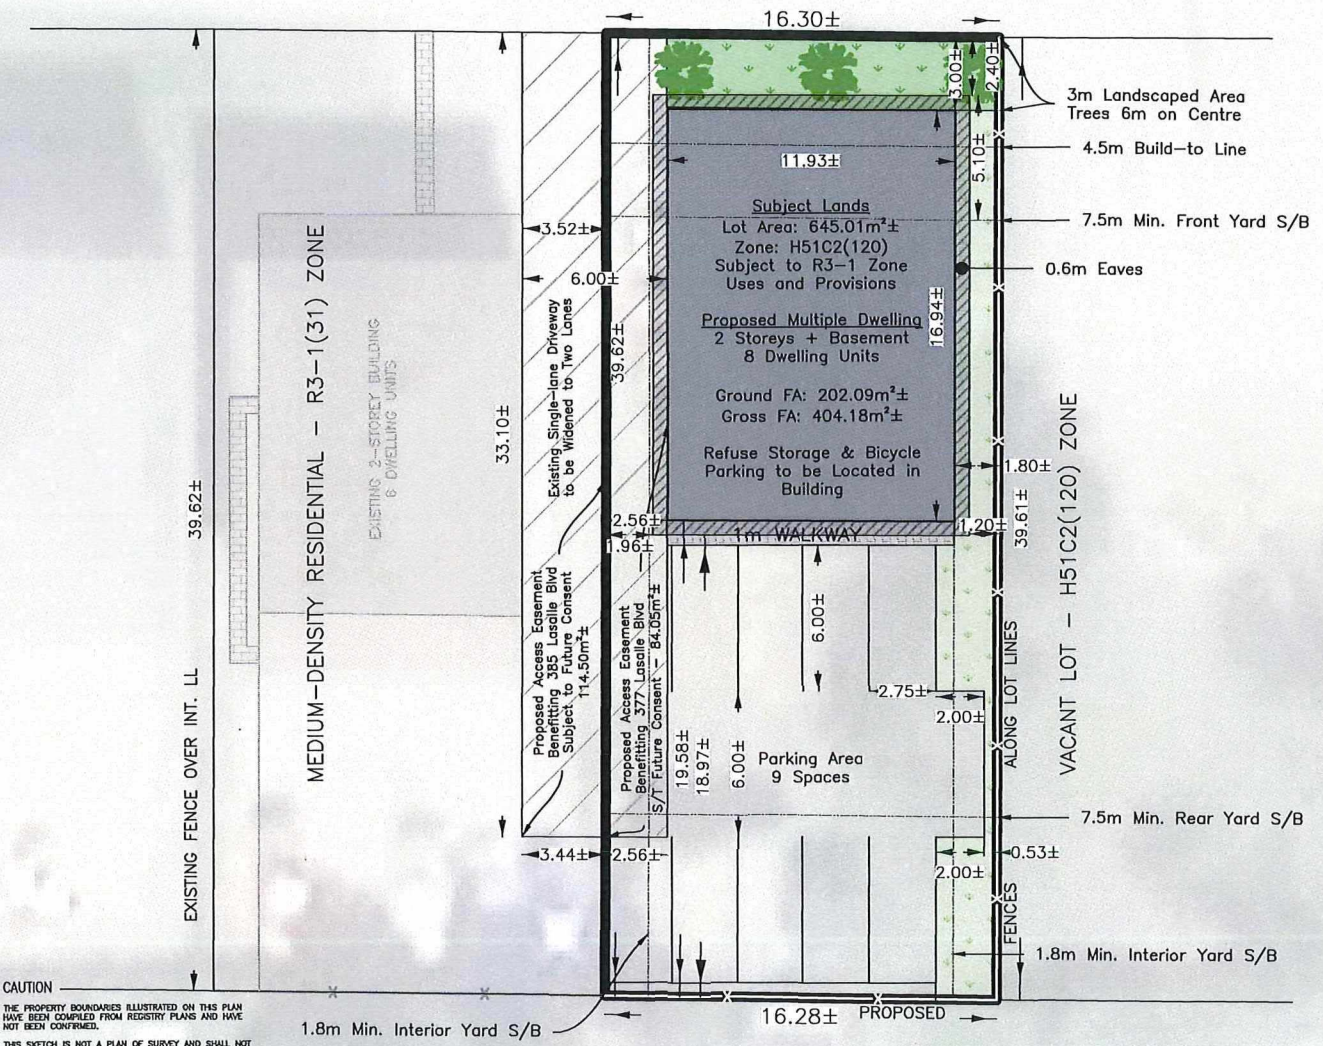 16.30±
3m Landscaped Area
Trees 6m on Centre
3.00±
2.40±
4.5m Build-to Line
5.10±
11.93±
7.5m Min. Front Yard S/B
0.6m Eaves
Subject Lands
Lot Area: 645.01m²±
Zone: H51C2(120)
Subject to R3-1 Zone
Uses and Provisions
Proposed Multiple Dwelling
2 Storeys + Basement
8 Dwelling Units
Ground FA: 202.09m²±
Gross FA: 404.18m²±
Refuse Storage & Bicycle
Parking to be Located in
Building
16.94±
3.52±
6.00±
39.62±
33.10±
39.62±
EXISTING FENCE OVER INT. LL
MEDIUM-DENSITY RESIDENTIAL - R3-1(31) ZONE
EXISTING 2-STOREY BUILDING
6 DWELLING UNITS
Existing Single-lane Driveway
to be Widened to Two Lanes
1.80±
1.20±
39.61±
VACANT LOT - H51C2(120) ZONE
2.56±
1.96±
1m WALKWAY
Proposed Access Easement
Benefitting 385 Lasalle Blvd
Subject to Future Consent
114.50m²±
Proposed Access Easement
Benefitting 377 Lasalle Blvd
S/T Future Consent - 84.05m²±
6.00±
2.75±
2.00±
19.58±
18.97±
6.00±
Parking Area
9 Spaces
FENCES
ALONG LOT LINES
7.5m Min. Rear Yard S/B
3.44±
2.56±
0.53±
2.00±
1.8m Min. Interior Yard S/B
1.8m Min. Interior Yard S/B
16.28±
PROPOSED
CAUTION
THE PROPERTY BOUNDARIES ILLUSTRATED ON THIS PLAN
HAVE BEEN COMPILED FROM REGISTRY PLANS AND HAVE
NOT BEEN CONFIRMED.
THIS SKETCH IS NOT A PLAN OF SURVEY AND SHALL NOT